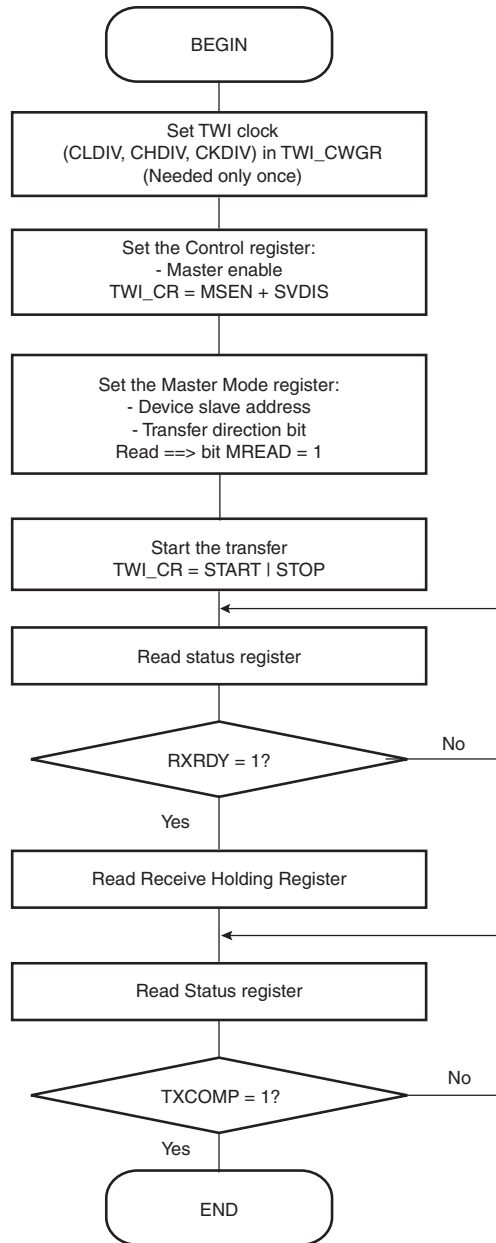 BEGIN
Set TWI clock
(CLDIV, CHDIV, CKDIV) in TWI_CWGR
(Needed only once)
Set the Control register:
- Master enable
TWI_CR = MSEN + SVDIS
Set the Master Mode register:
- Device slave address
- Transfer direction bit
Read ==> bit MREAD = 1
Start the transfer
TWI_CR = START | STOP
Read status register
RXRDY = 1?
No
Yes
Read Receive Holding Register
Read Status register
TXCOMP = 1?
No
Yes
END